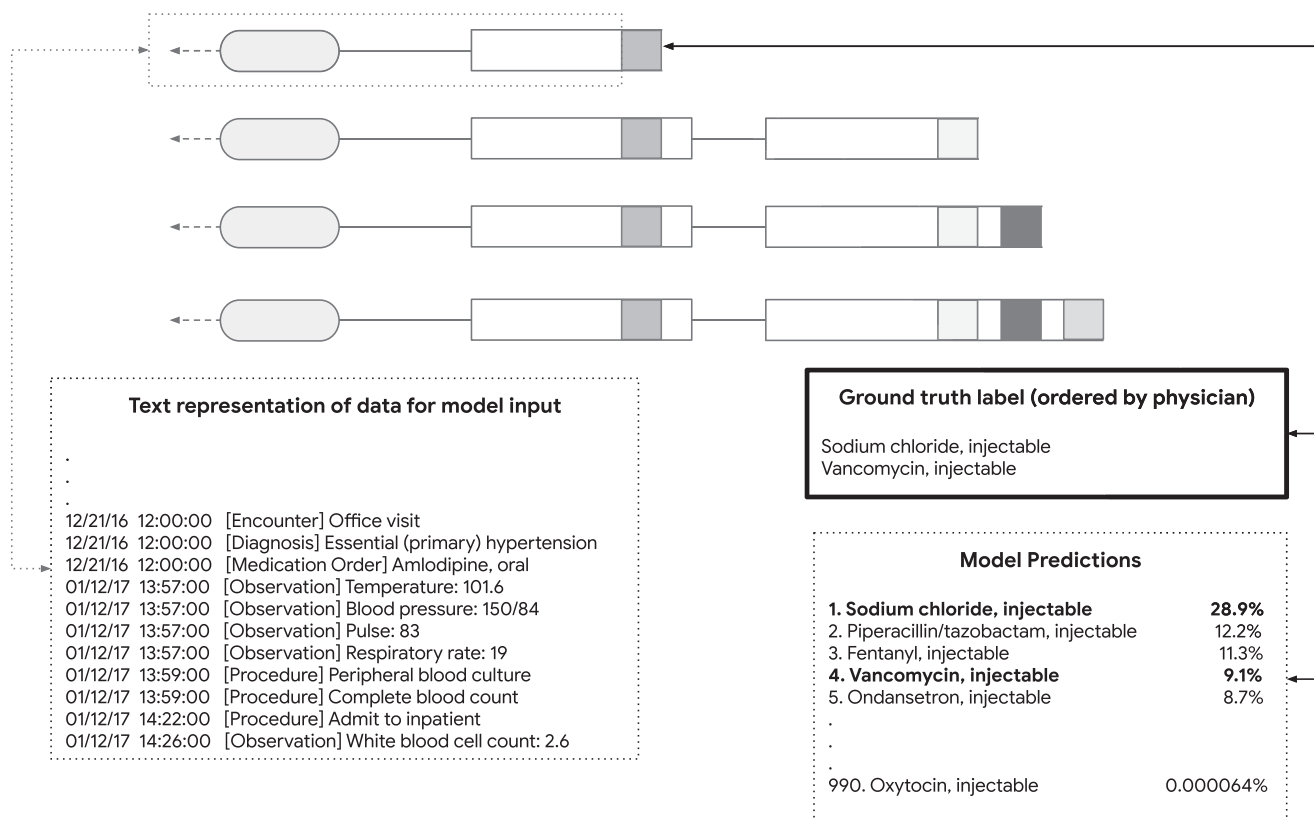 Text representation of data for model input
.
.
.
12/21/16 12:00:00 [Encounter] Office visit
12/21/16 12:00:00 [Diagnosis] Essential (primary) hypertension
12/21/16 12:00:00 [Medication Order] Amlodipine, oral
01/12/17 13:57:00 [Observation] Temperature: 101.6
01/12/17 13:57:00 [Observation] Blood pressure: 150/84
01/12/17 13:57:00 [Observation] Pulse: 83
01/12/17 13:57:00 [Observation] Respiratory rate: 19
01/12/17 13:59:00 [Procedure] Peripheral blood culture
01/12/17 13:59:00 [Procedure] Complete blood count
01/12/17 14:22:00 [Procedure] Admit to inpatient
01/12/17 14:26:00 [Observation] White blood cell count: 2.6
Ground truth label (ordered by physician)
Sodium chloride, injectable
Vancomycin, injectable
Model Predictions
1. Sodium chloride, injectable 28.9%
2. Piperacillin/tazobactam, injectable 12.2%
3. Fentanyl, injectable 11.3%
4. Vancomycin, injectable 9.1%
5. Ondansetron, injectable 8.7%
.
.
.
990. Oxytocin, injectable 0.000064%